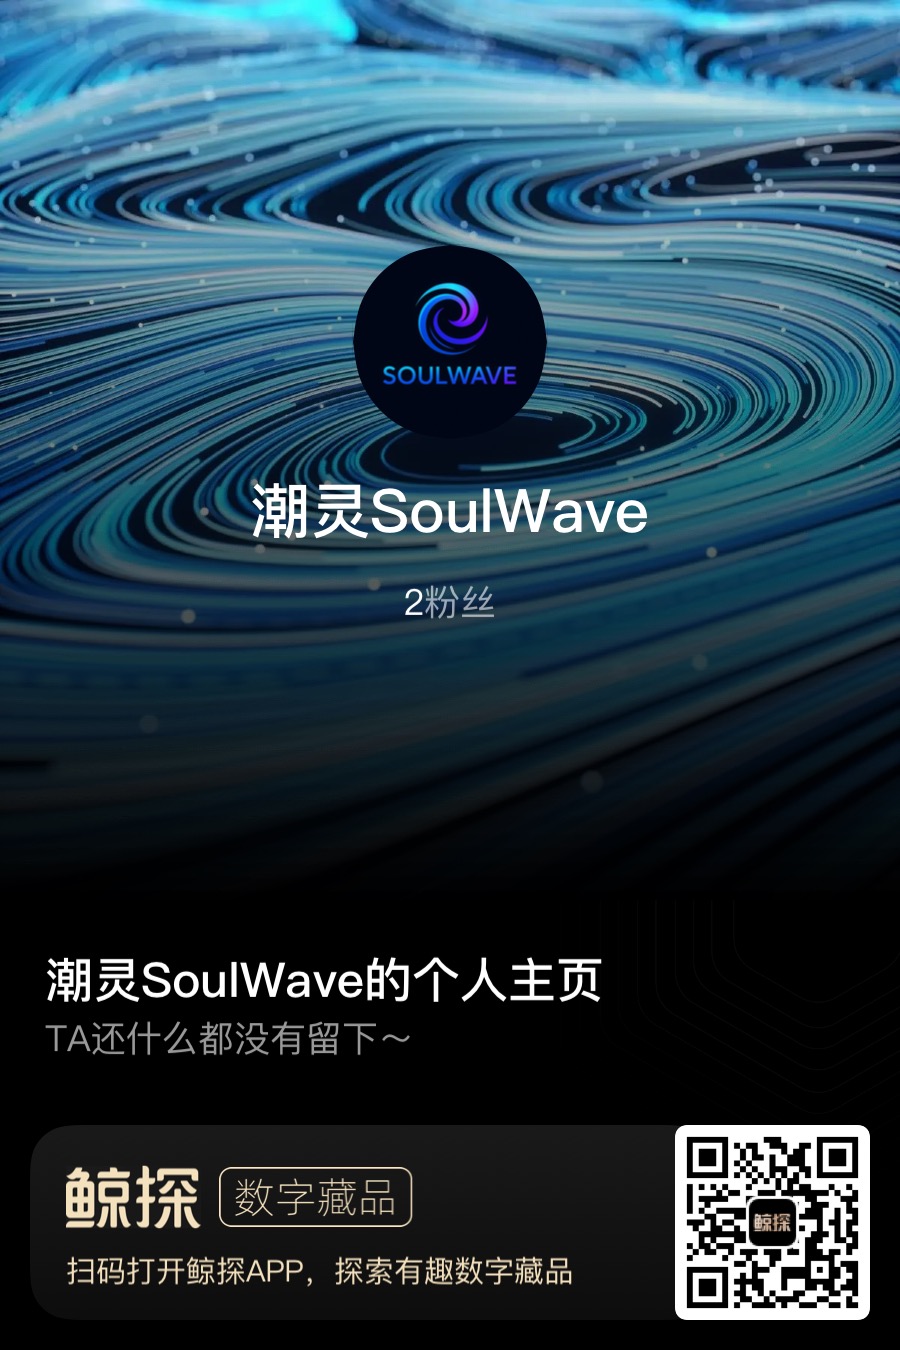 SOULWAVE
潮灵SoulWave
2粉丝
潮灵SoulWave的个人主页
TA还什么都没有留下～
鲸探 数字藏品
扫码打开鲸探APP，探索有趣数字藏品
鲸探